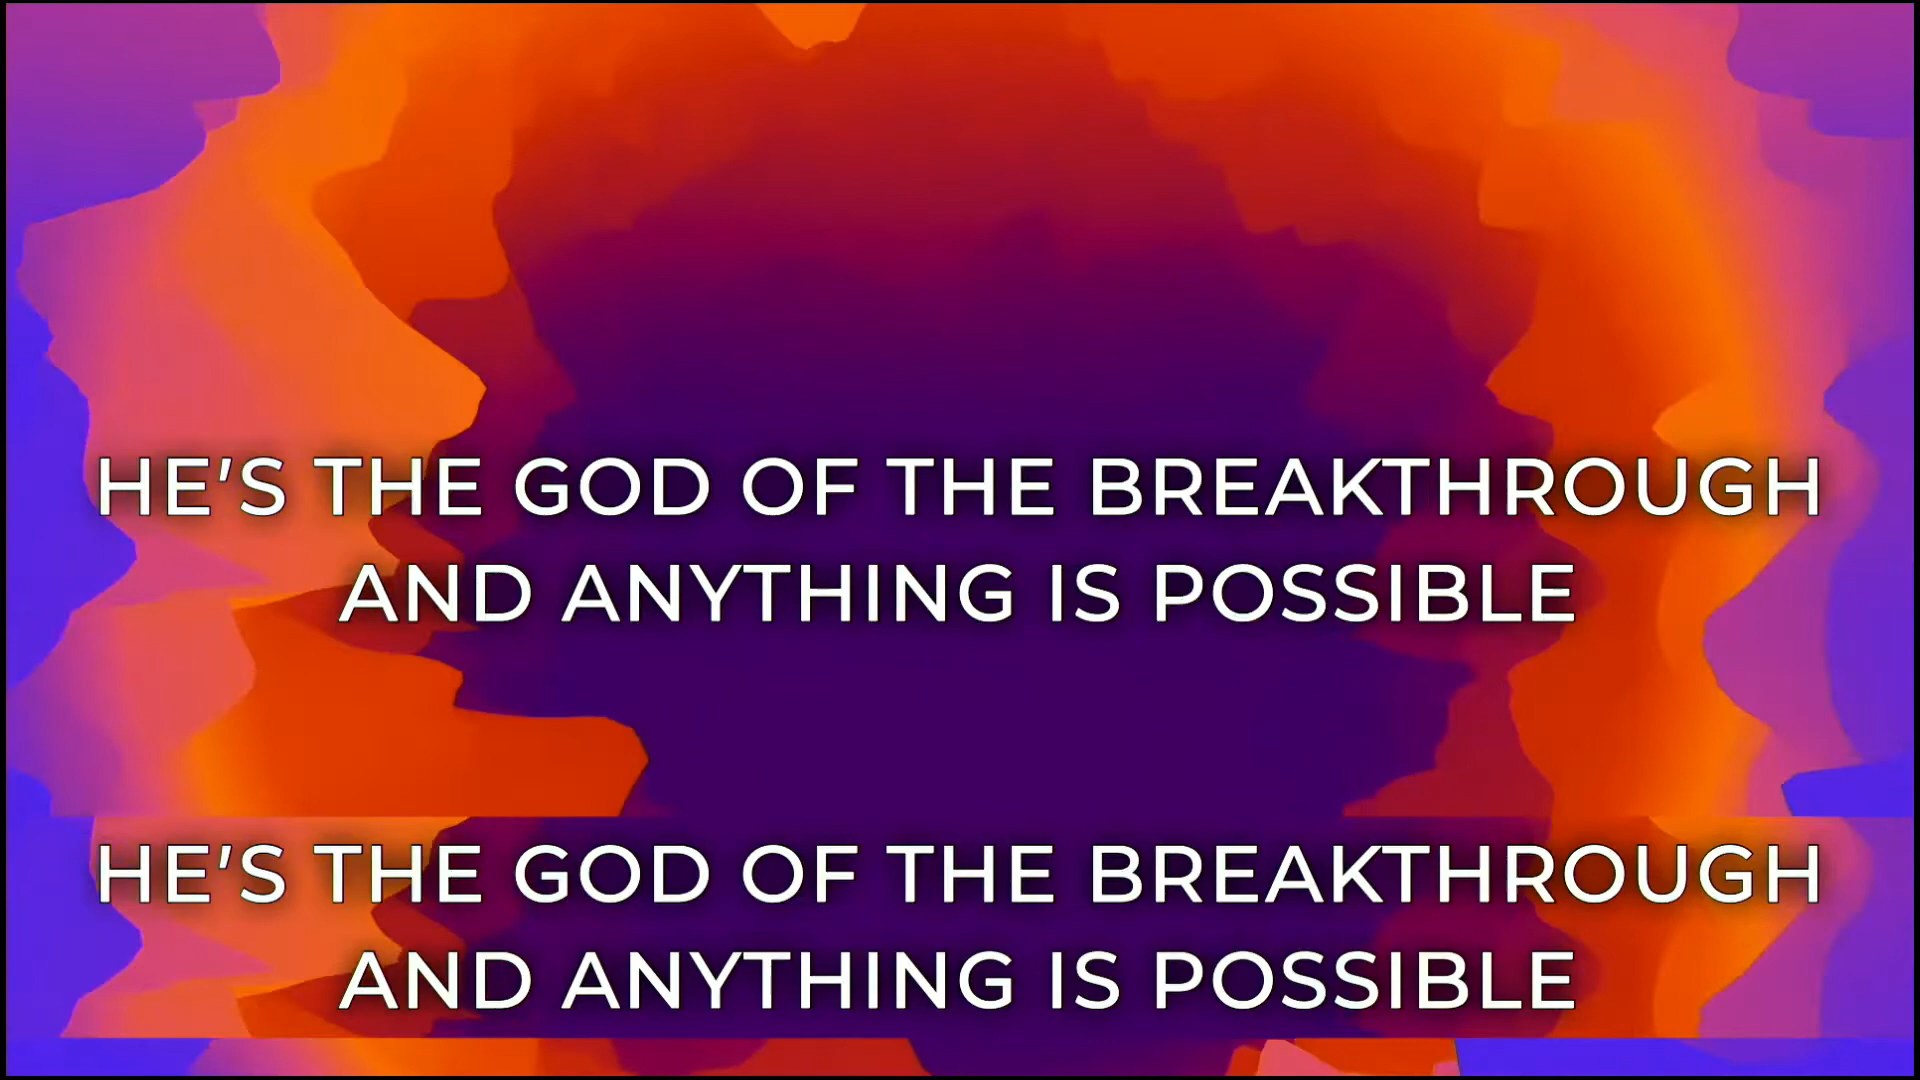 HE'S THE GOD OF THE BREAKTHROUGH
AND ANYTHING IS POSSIBLE
HE'S THE GOD OF THE BREAKTHROUGH
AND ANYTHING IS POSSIBLE